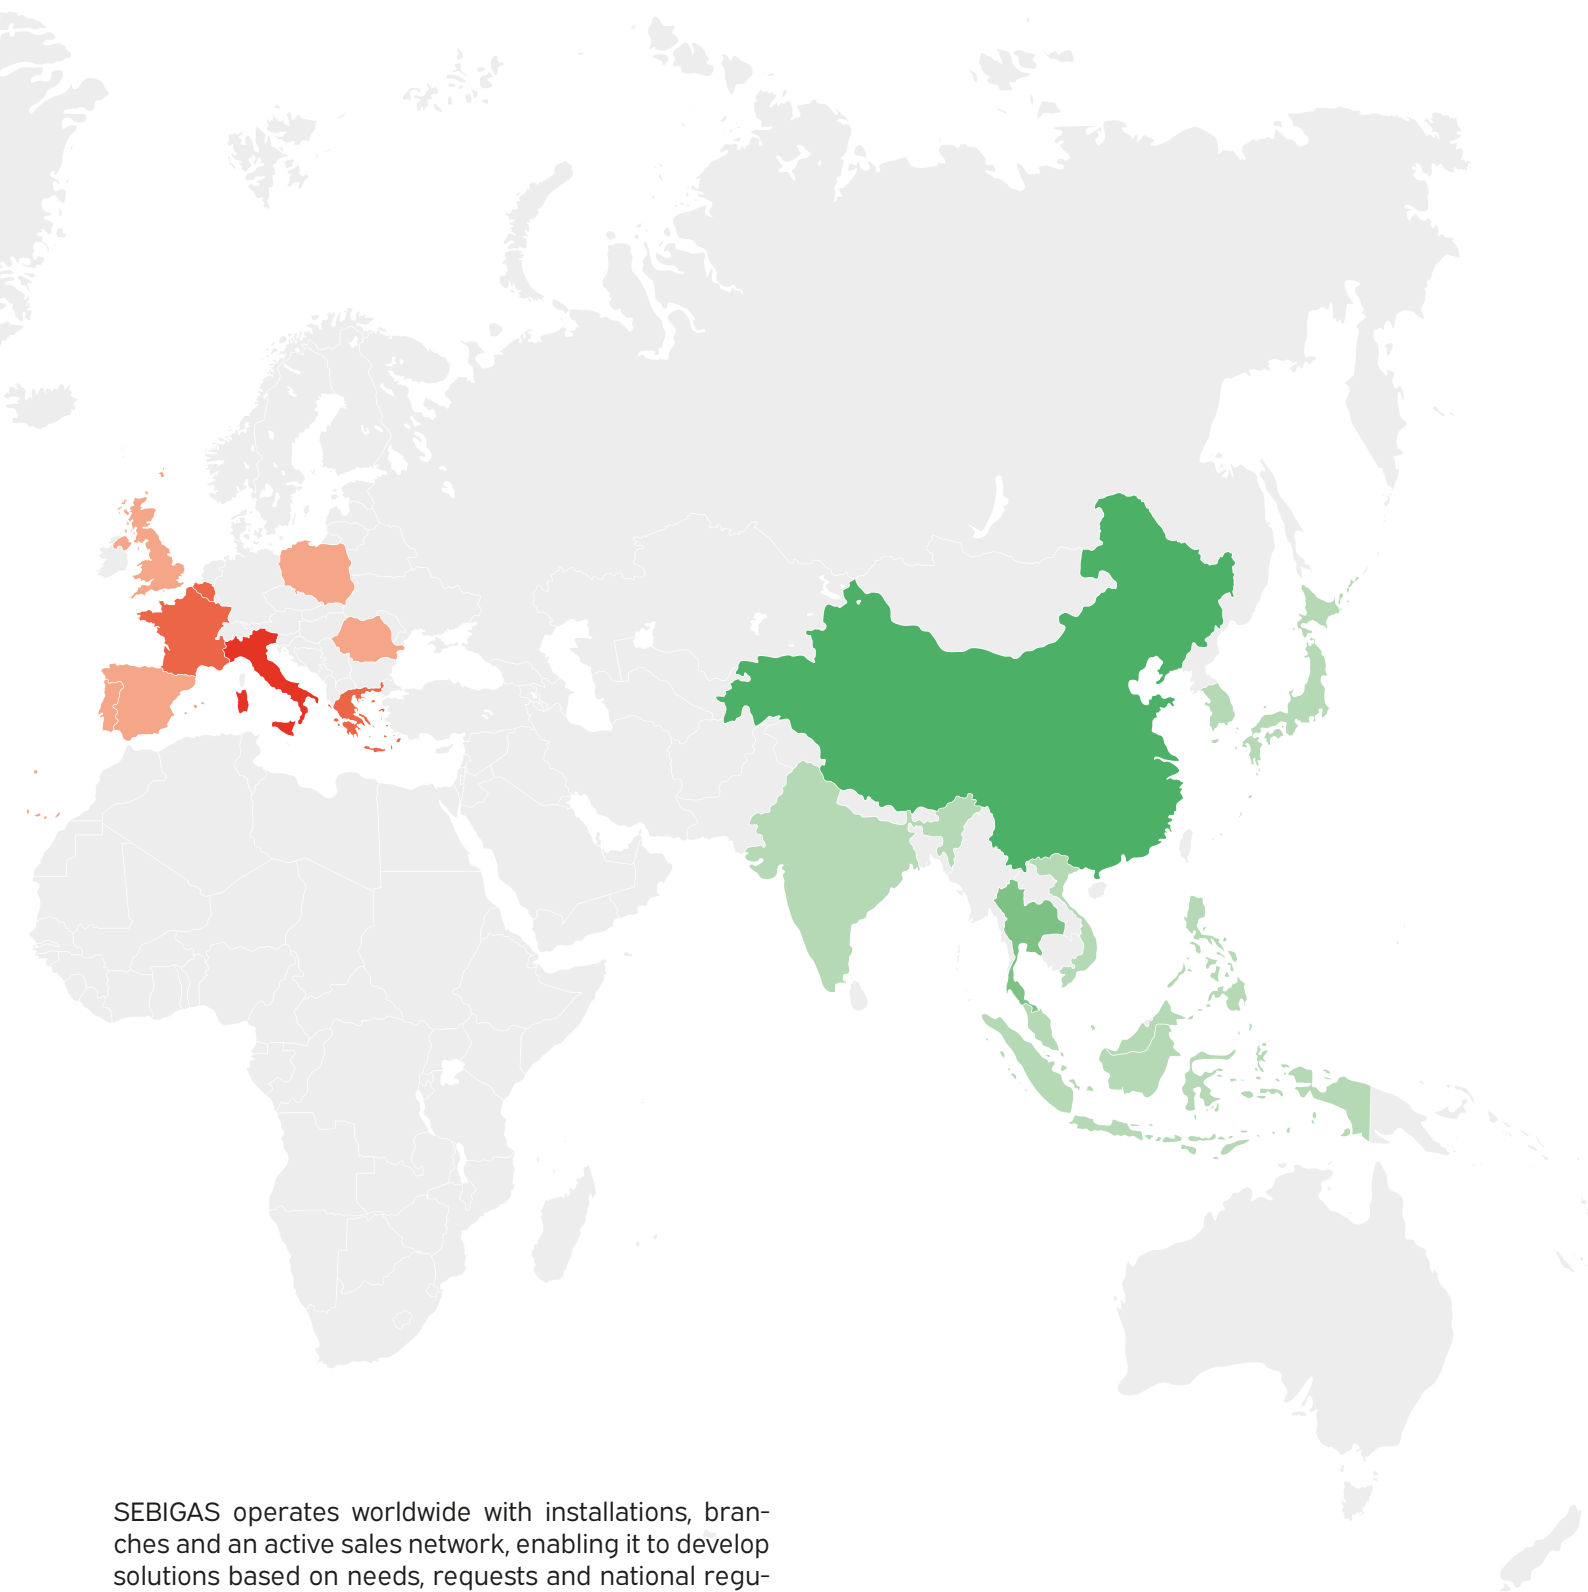 SEBIGAS operates worldwide with installations, bran-
ches and an active sales network, enabling it to develop
solutions based on needs, requests and national regu-